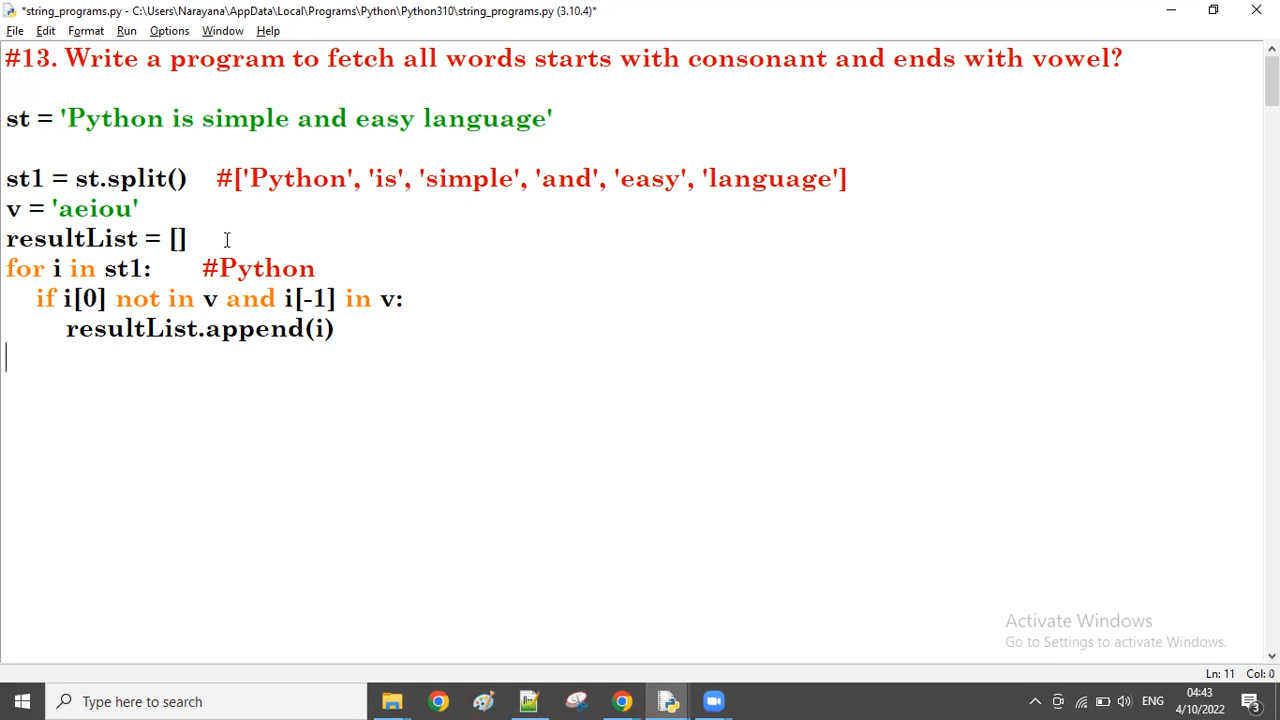 *string_programs.py - C:\Users\Narayana\AppData\Local\Programs\Python\Python310\string_programs.py (3.10.4)*
File Edit Format Run Options Window Help
#13. Write a program to fetch all words starts with consonant and ends with vowel?
st = 'Python is simple and easy language'
st1 = st.split() #['Python', 'is', 'simple', 'and', 'easy', 'language']
v = 'aeiou'
resultList = []
for i in st1: #Python
if i[0] not in v and i[-1] in v:
resultList.append(i)
Activate Windows
Go to Settings to activate Windows.
Ln: 11 Col: 0
Type here to search
ENG
04:43
4/10/2022
3